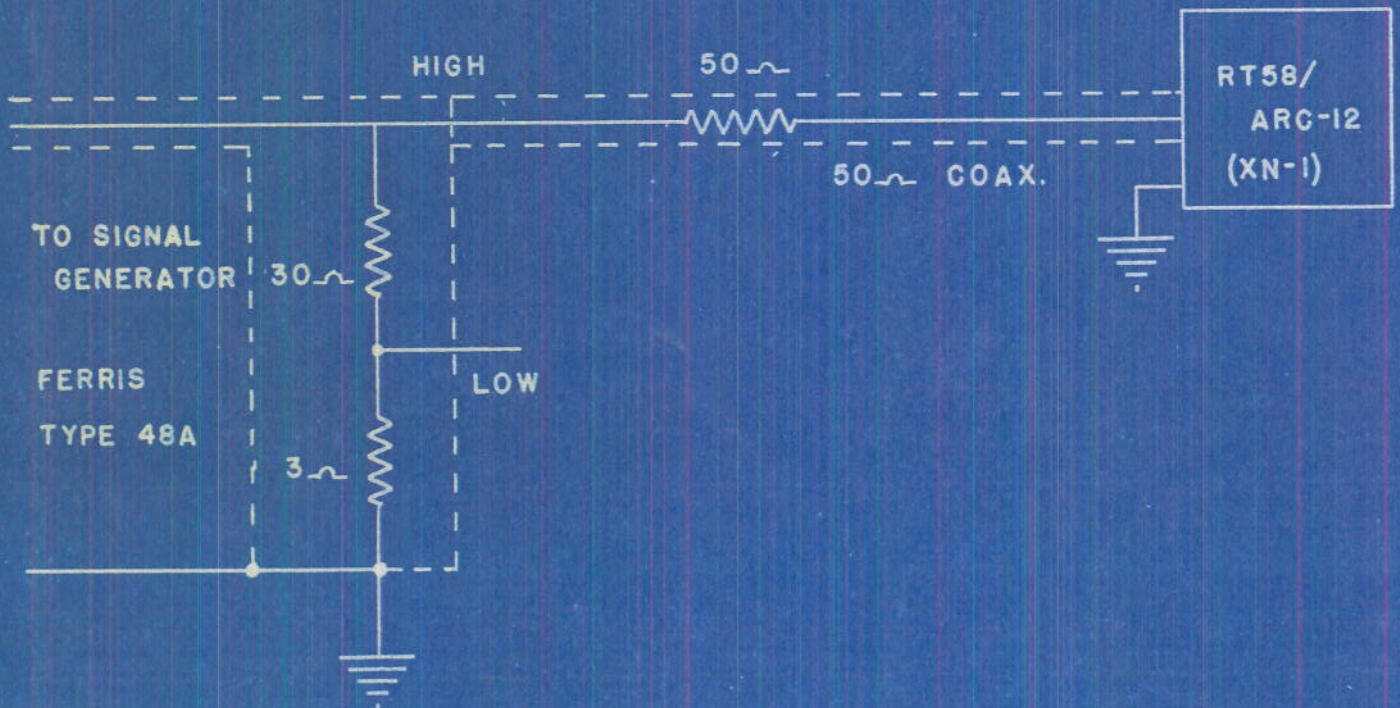 HIGH
50⌒
RT58/
ARC-12
(XN-1)
50⌒ COAX.
TO SIGNAL
GENERATOR
30⌒
FERRIS
TYPE 48A
LOW
3⌒